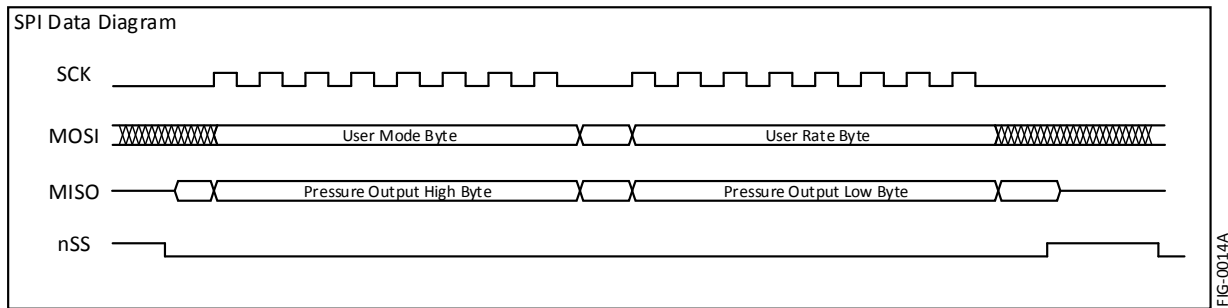 SPI Data Diagram
SCK
MOSI
User Mode Byte
User Rate Byte
MISO
Pressure Output High Byte
Pressure Output Low Byte
nSS
FIG-0014A